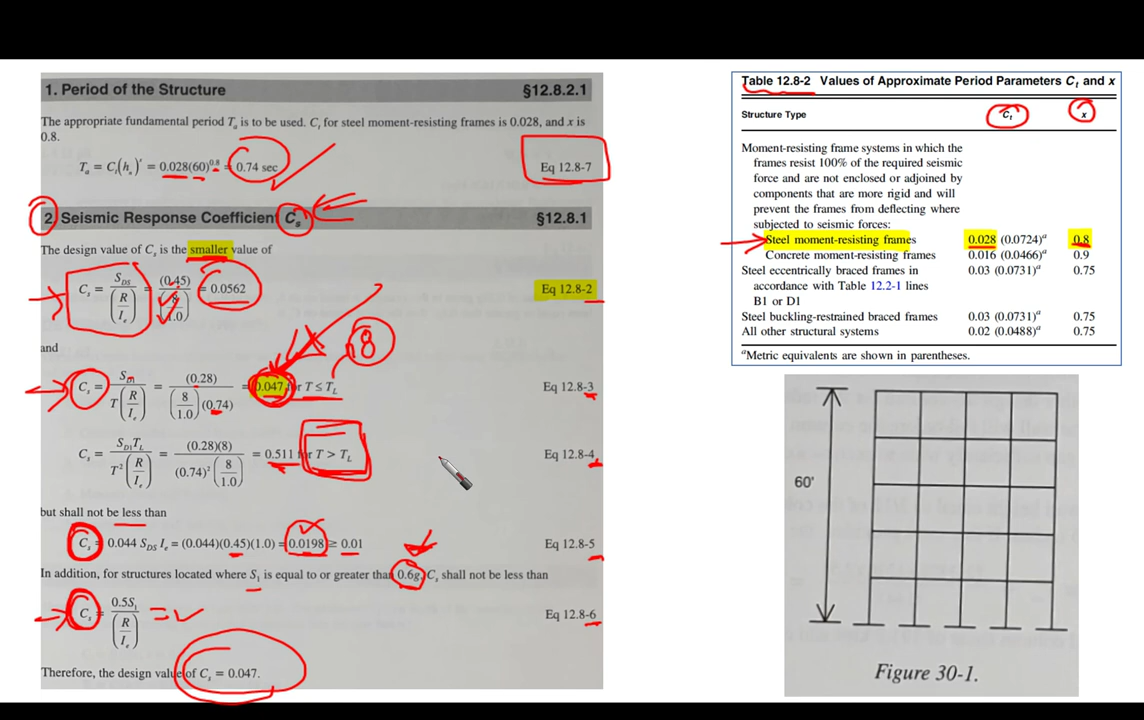 1. Period of the Structure §12.8.2.1
The appropriate fundamental period Tₐ is to be used. Cₜ for steel moment-resisting frames is 0.028, and x is
0.8.
Tₐ = Cₜ(hₙ)ˣ = 0.028(60)^0.8 = 0.74 sec Eq 12.8-7
2. Seismic Response Coefficient Cₛ §12.8.1
The design value of Cₛ is the smaller value of
Cₛ = S_DS / (R / Iₑ) = (0.45) / (8 / 1.0) = 0.0562 Eq 12.8-2
and
8
Cₛ = S_D1 / T(R / Iₑ) = (0.28) / (8 / 1.0)(0.74) = 0.047 for T ≤ T_L Eq 12.8-3
Cₛ = S_D1 T_L / T²(R / Iₑ) = (0.28)(8) / (0.74)²(8 / 1.0) = 0.511 for T > T_L Eq 12.8-4
but shall not be less than
Cₛ = 0.044 S_DS Iₑ = (0.044)(0.45)(1.0) = 0.0198 ≥ 0.01 Eq 12.8-5
In addition, for structures located where S₁ is equal to or greater than 0.6g, Cₛ shall not be less than
Cₛ = 0.5S₁ / (R / Iₑ) = Eq 12.8-6
Therefore, the design value of Cₛ = 0.047.
Table 12.8-2 Values of Approximate Period Parameters Cₜ and x
Structure Type Cₜ x
Moment-resisting frame systems in which the
frames resist 100% of the required seismic
force and are not enclosed or adjoined by
components that are more rigid and will
prevent the frames from deflecting where
subjected to seismic forces:
Steel moment-resisting frames 0.028 (0.0724)ᵃ 0.8
Concrete moment-resisting frames 0.016 (0.0466)ᵃ 0.9
Steel eccentrically braced frames in 0.03 (0.0731)ᵃ 0.75
accordance with Table 12.2-1 lines
B1 or D1
Steel buckling-restrained braced frames 0.03 (0.0731)ᵃ 0.75
All other structural systems 0.02 (0.0488)ᵃ 0.75
ᵃMetric equivalents are shown in parentheses.
60'
Figure 30-1.